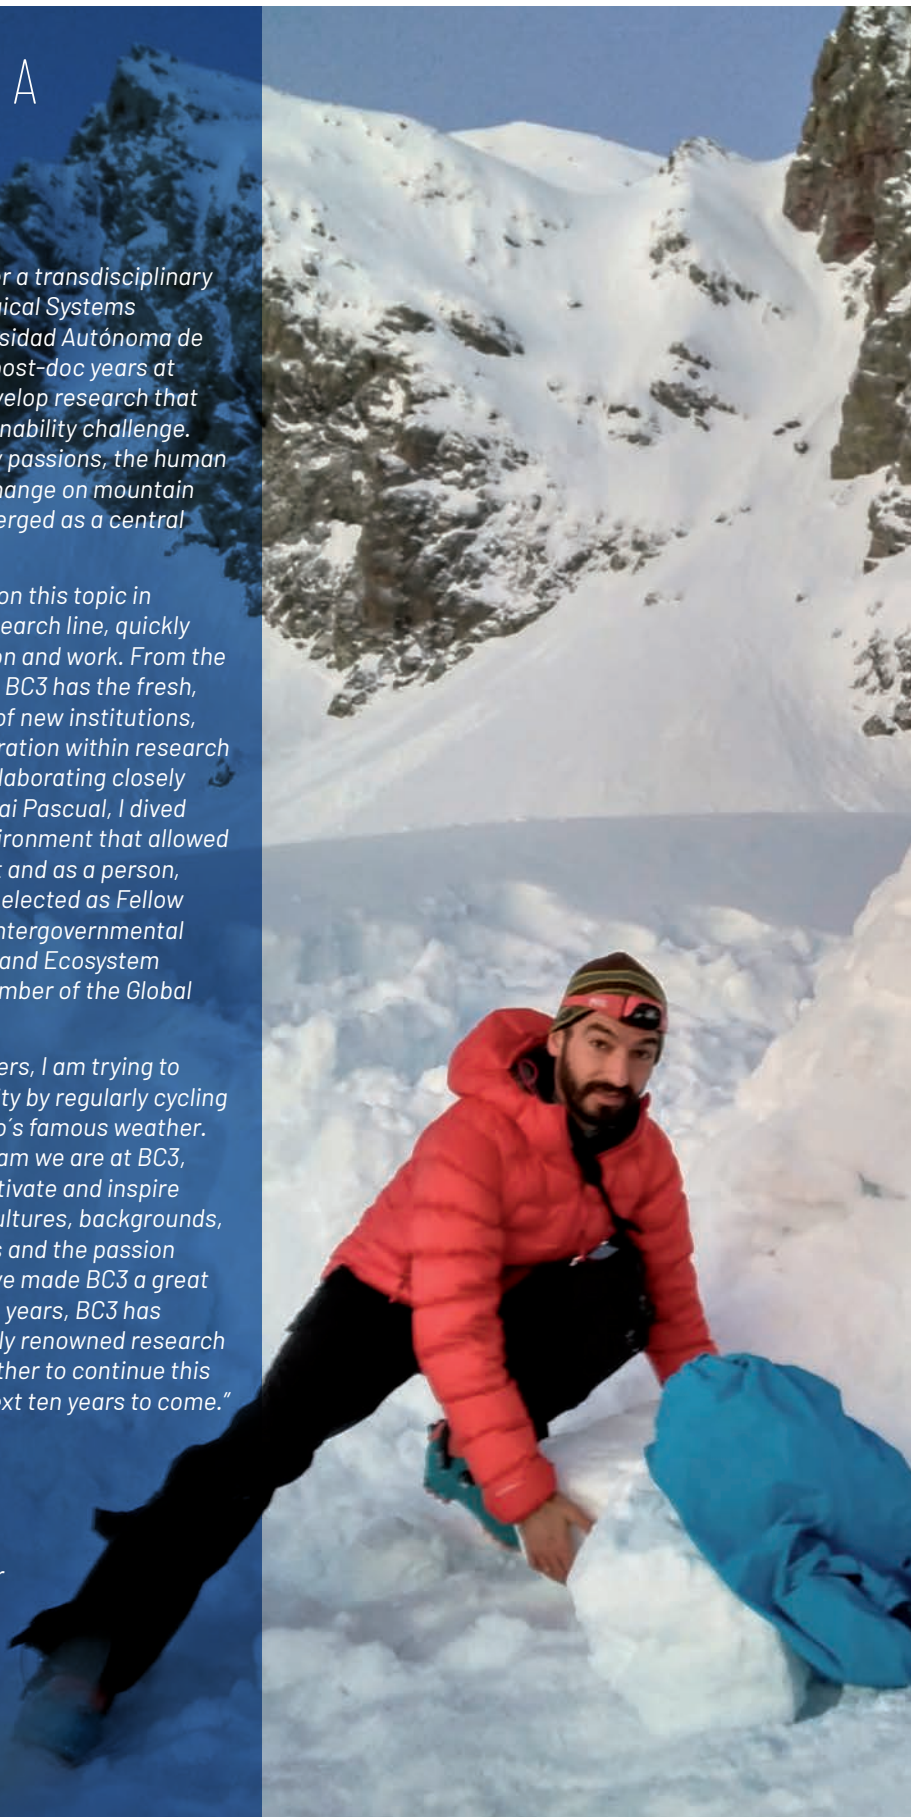 A
r a transdisciplinary
ical Systems
sidad Autónoma de
ost-doc years at
velop research that
nability challenge.
passions, the human
hange on mountain
erged as a central
on this topic in
earch line, quickly
on and work. From the
BC3 has the fresh,
of new institutions,
ration within research
laborating closely
ai Pascual, I dived
ironment that allowed
and as a person,
elected as Fellow
ntergovernmental
and Ecosystem
mber of the Global
ers, I am trying to
ty by regularly cycling
o´s famous weather.
am we are at BC3,
tivate and inspire
ultures, backgrounds,
s and the passion
ve made BC3 a great
years, BC3 has
ly renowned research
ther to continue this
ext ten years to come.”
r